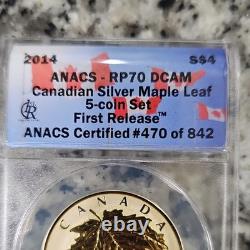 2014 S$4
ANACS - RP70 DCAM
Canadian Silver Maple Leaf
5-coin Set
First Release™
ANACS Certified #470 of 842
CANADA